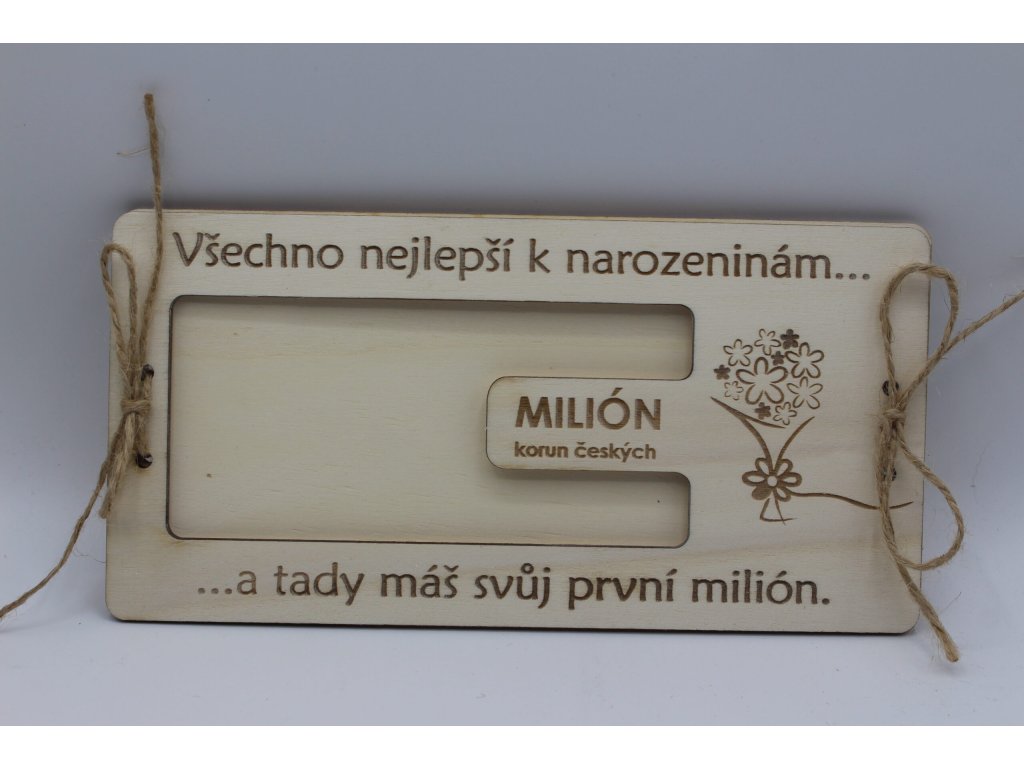 Všechno nejlepší k narozeninám...
MILIÓN
korun českých
...a tady máš svůj první milión.